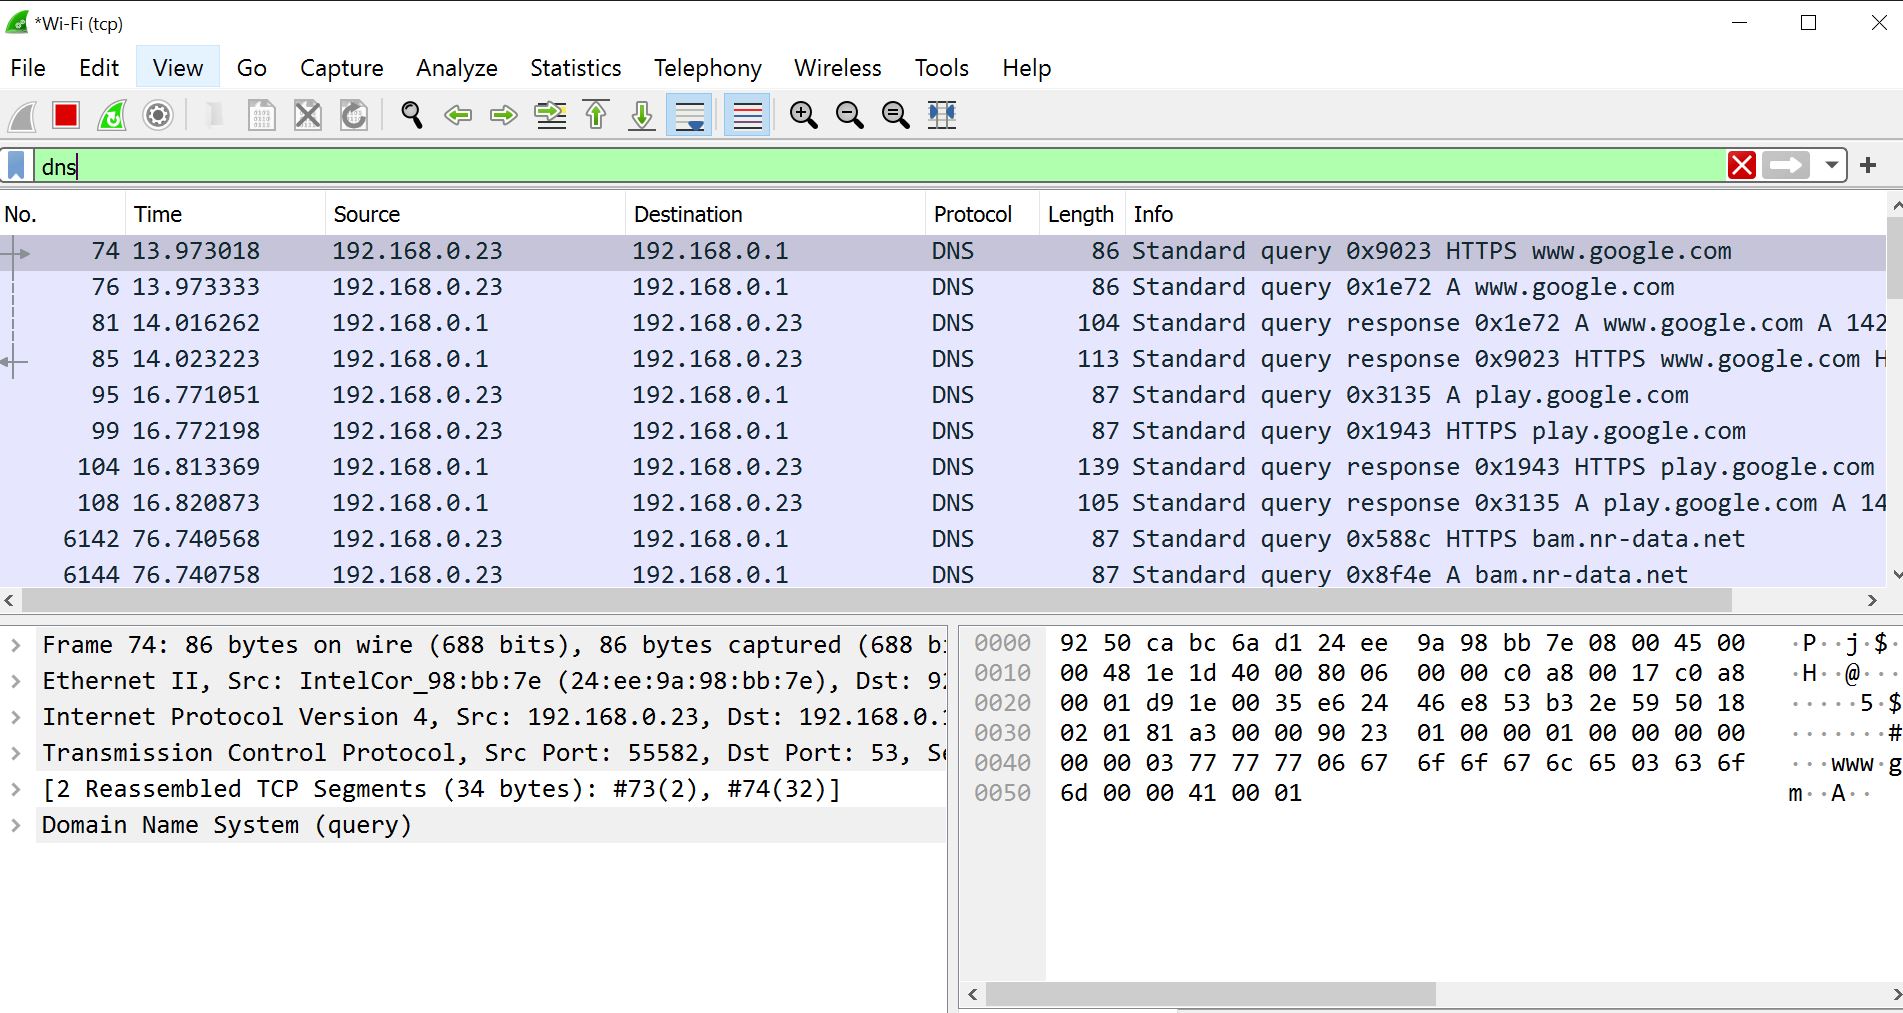 *Wi-Fi (tcp)
File Edit View Go Capture Analyze Statistics Telephony Wireless Tools Help
dns
No. Time Source Destination Protocol Length Info
74 13.973018 192.168.0.23 192.168.0.1 DNS 86 Standard query 0x9023 HTTPS www.google.com
76 13.973333 192.168.0.23 192.168.0.1 DNS 86 Standard query 0x1e72 A www.google.com
81 14.016262 192.168.0.1 192.168.0.23 DNS 104 Standard query response 0x1e72 A www.google.com A 142
85 14.023223 192.168.0.1 192.168.0.23 DNS 113 Standard query response 0x9023 HTTPS www.google.com H
95 16.771051 192.168.0.23 192.168.0.1 DNS 87 Standard query 0x3135 A play.google.com
99 16.772198 192.168.0.23 192.168.0.1 DNS 87 Standard query 0x1943 HTTPS play.google.com
104 16.813369 192.168.0.1 192.168.0.23 DNS 139 Standard query response 0x1943 HTTPS play.google.com
108 16.820873 192.168.0.1 192.168.0.23 DNS 105 Standard query response 0x3135 A play.google.com A 14
6142 76.740568 192.168.0.23 192.168.0.1 DNS 87 Standard query 0x588c HTTPS bam.nr-data.net
6144 76.740758 192.168.0.23 192.168.0.1 DNS 87 Standard query 0x8f4e A bam.nr-data.net
Frame 74: 86 bytes on wire (688 bits), 86 bytes captured (688 bi
Ethernet II, Src: IntelCor_98:bb:7e (24:ee:9a:98:bb:7e), Dst: 92
Internet Protocol Version 4, Src: 192.168.0.23, Dst: 192.168.0.1
Transmission Control Protocol, Src Port: 55582, Dst Port: 53, Se
[2 Reassembled TCP Segments (34 bytes): #73(2), #74(32)]
Domain Name System (query)
0000 92 50 ca bc 6a d1 24 ee 9a 98 bb 7e 08 00 45 00 ·P··j·$·
0010 00 48 1e 1d 40 00 80 06 00 00 c0 a8 00 17 c0 a8 ·H··@···
0020 00 01 d9 1e 00 35 e6 24 46 e8 53 b3 2e 59 50 18 ·····5·$
0030 02 01 81 a3 00 00 90 23 01 00 00 01 00 00 00 00 ·······#
0040 00 00 03 77 77 77 06 67 6f 6f 67 6c 65 03 63 6f ···www·g
0050 6d 00 00 41 00 01 m··A··